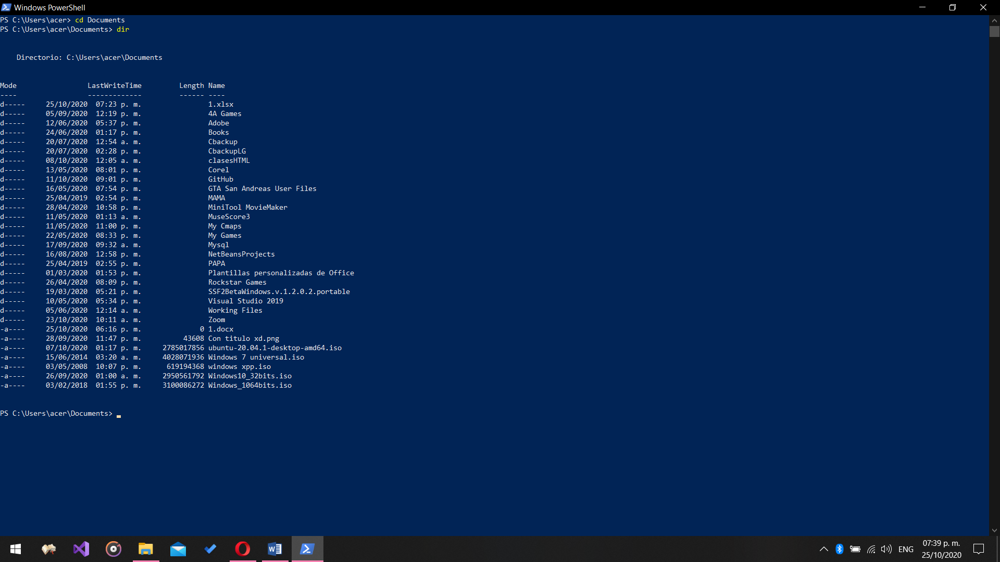 Windows PowerShell
PS C:\Users\acer> cd Documents
PS C:\Users\acer\Documents> dir
    Directorio: C:\Users\acer\Documents
Mode                 LastWriteTime         Length Name
----                 -------------         ------ ----
d-----     25/10/2020  07:23 p. m.                1.xlsx
d-----     05/09/2020  12:19 p. m.                4A Games
d-----     12/06/2020  05:37 p. m.                Adobe
d-----     24/06/2020  01:17 p. m.                Books
d-----     20/07/2020  12:54 a. m.                Cbackup
d-----     20/07/2020  02:28 p. m.                CbackupLG
d-----     08/10/2020  12:05 a. m.                clasesHTML
d-----     13/05/2020  08:01 p. m.                Corel
d-----     11/10/2020  09:01 p. m.                GitHub
d-----     16/05/2020  07:54 p. m.                GTA San Andreas User Files
d-----     25/04/2019  02:54 p. m.                MAMA
d-----     28/04/2020  10:58 p. m.                MiniTool MovieMaker
d-----     11/05/2020  01:13 a. m.                MuseScore3
d-----     11/05/2020  11:00 p. m.                My Cmaps
d-----     22/05/2020  08:33 p. m.                My Games
d-----     17/09/2020  09:32 a. m.                Mysql
d-----     16/08/2020  12:58 p. m.                NetBeansProjects
d-----     25/04/2019  02:55 p. m.                PAPA
d-----     01/03/2020  01:53 p. m.                Plantillas personalizadas de Office
d-----     26/04/2020  08:09 p. m.                Rockstar Games
d-----     19/03/2020  05:21 p. m.                SSF2BetaWindows.v.1.2.0.2.portable
d-----     10/05/2020  05:34 p. m.                Visual Studio 2019
d-----     05/06/2020  12:14 a. m.                Working Files
d-----     23/10/2020  10:11 a. m.                Zoom
-a----     25/10/2020  06:16 p. m.              0 1.docx
-a----     28/09/2020  11:47 p. m.          43608 Con titulo xd.png
-a----     07/10/2020  01:17 p. m.     2785017856 ubuntu-20.04.1-desktop-amd64.iso
-a----     15/06/2014  03:20 a. m.     4028071936 Windows 7 universal.iso
-a----     03/05/2008  10:07 p. m.      619194368 windows xpp.iso
-a----     26/09/2020  01:00 a. m.     2950561792 Windows10_32bits.iso
-a----     03/02/2018  01:55 p. m.     3100086272 Windows_1064bits.iso
PS C:\Users\acer\Documents>
ENG
07:39 p. m.
25/10/2020